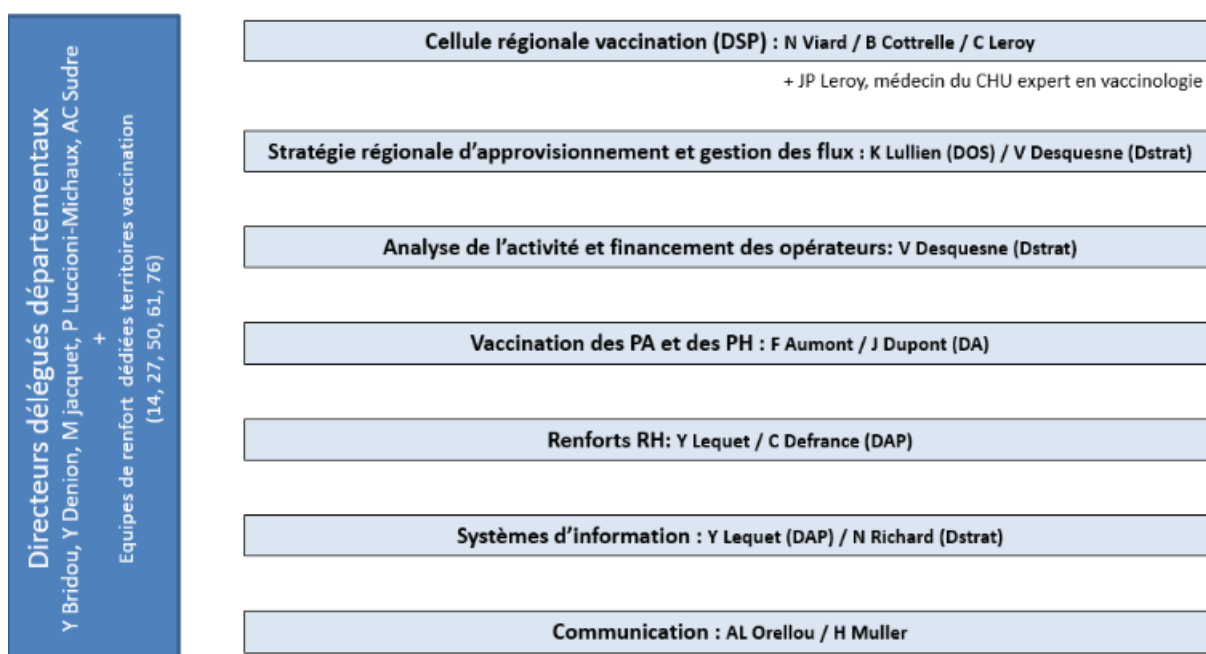 Directeurs délégués départementaux
Y Bridou, Y Denion, M jacquet, P Luccioni-Michaux, AC Sudre
+
Equipes de renfort dédiées territoires vaccination
(14, 27, 50, 61, 76)
Cellule régionale vaccination (DSP) : N Viard / B Cottrelle / C Leroy
+ JP Leroy, médecin du CHU expert en vaccinologie
Stratégie régionale d'approvisionnement et gestion des flux : K Lullien (DOS) / V Desquesne (Dstrat)
Analyse de l'activité et financement des opérateurs: V Desquesne (Dstrat)
Vaccination des PA et des PH : F Aumont / J Dupont (DA)
Renforts RH: Y Lequet / C Defrance (DAP)
Systèmes d'information : Y Lequet (DAP) / N Richard (Dstrat)
Communication : AL Orellou / H Muller